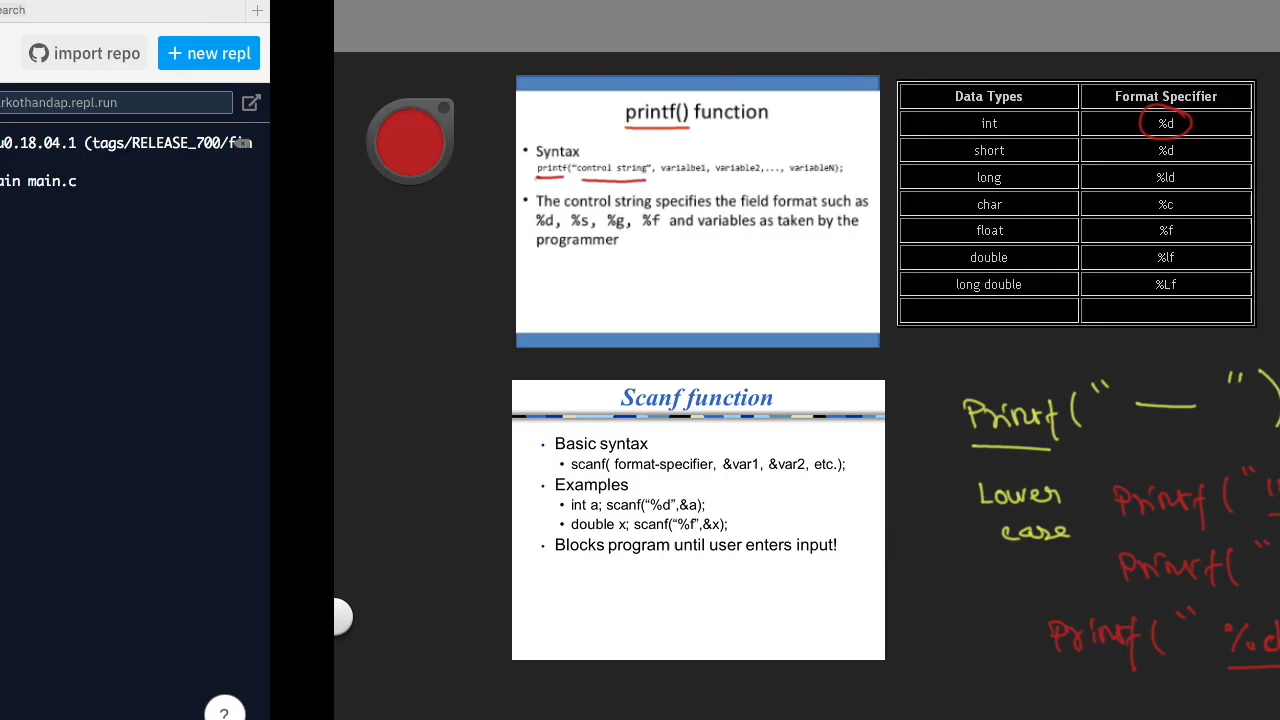 earch
import repo
+ new repl
rkothandap.repl.run
u0.18.04.1 (tags/RELEASE_700/fin
ain main.c
?
printf() function
• Syntax
printf("control string", varialbe1, variable2,..., variableN);
• The control string specifies the field format such as
%d, %s, %g, %f and variables as taken by the
programmer
Data Types Format Specifier
int %d
short %d
long %ld
char %c
float %f
double %lf
long double %Lf
Scanf function
• Basic syntax
• scanf( format-specifier, &var1, &var2, etc.);
• Examples
• int a; scanf(“%d”,&a);
• double x; scanf(“%f”,&x);
• Blocks program until user enters input!
Printf(" — ")
Lower
case
Printf("
Printf("
Printf(" %d